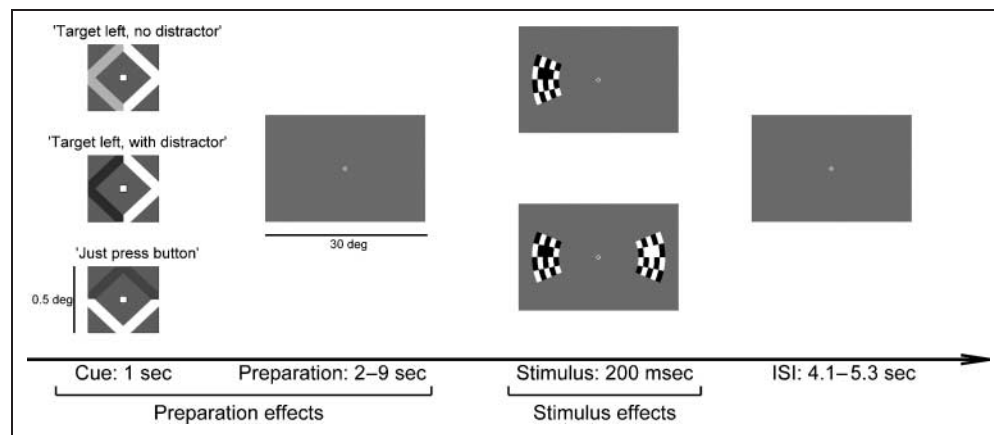 'Target left, no distractor'
'Target left, with distractor'
'Just press button'
0.5 deg
30 deg
Cue: 1 sec
Preparation: 2–9 sec
Stimulus: 200 msec
ISI: 4.1–5.3 sec
Preparation effects
Stimulus effects